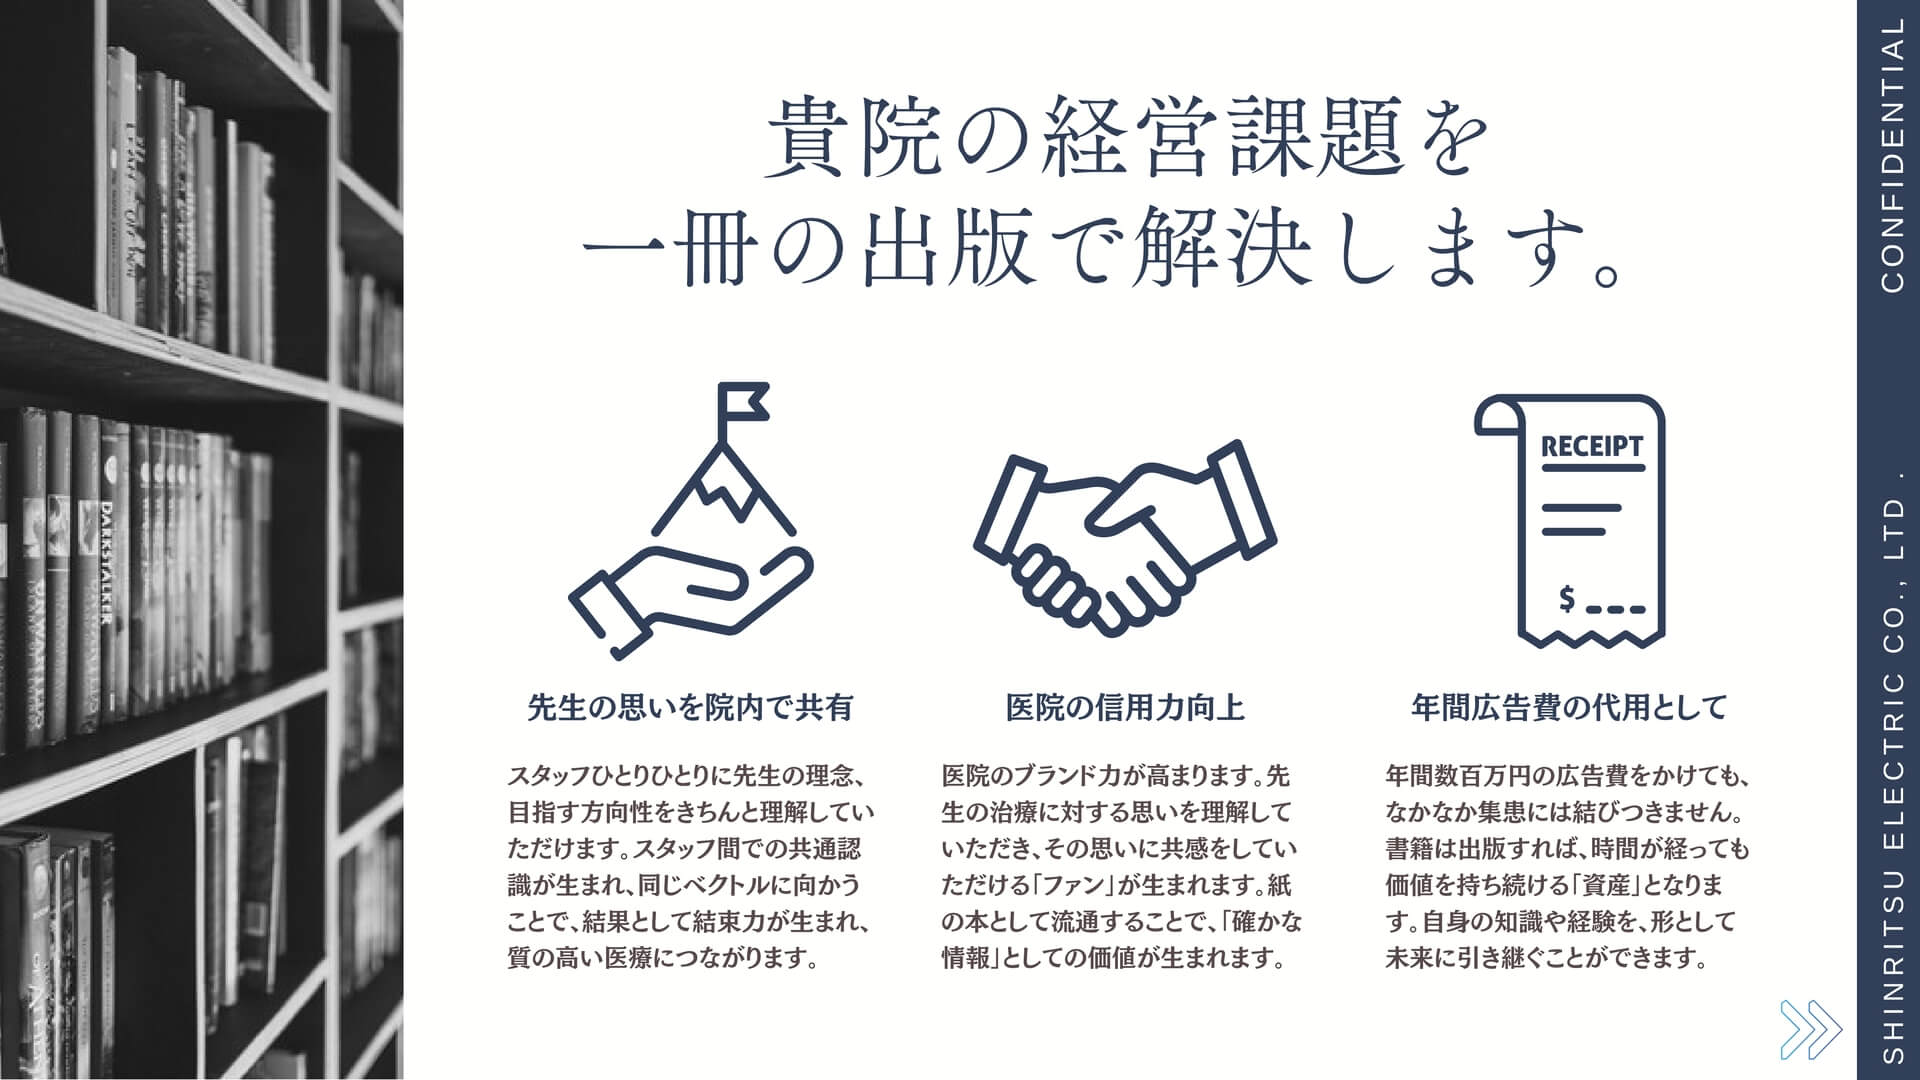 貴院の経営課題を
一冊の出版で解決します。
RECEIPT
$
先生の思いを院内で共有
スタッフひとりひとりに先生の理念、
目指す方向性をきちんと理解してい
ただけます。スタッフ間での共通認
識が生まれ、同じベクトルに向かう
ことで、結果として結束力が生まれ、
質の高い医療につながります。
医院の信用力向上
医院のブランド力が高まります。先
生の治療に対する思いを理解して
いただき、その思いに共感をしてい
ただける「ファン」が生まれます。紙
の本として流通することで、「確かな
情報」としての価値が生まれます。
年間広告費の代用として
年間数百万円の広告費をかけても、
なかなか集患には結びつきません。
書籍は出版すれば、時間が経っても
価値を持ち続ける「資産」となりま
す。自身の知識や経験を、形として
未来に引き継ぐことができます。
SHINRITSU ELECTRIC CO., LTD .
CONFIDENTIAL
DARKSTALKER